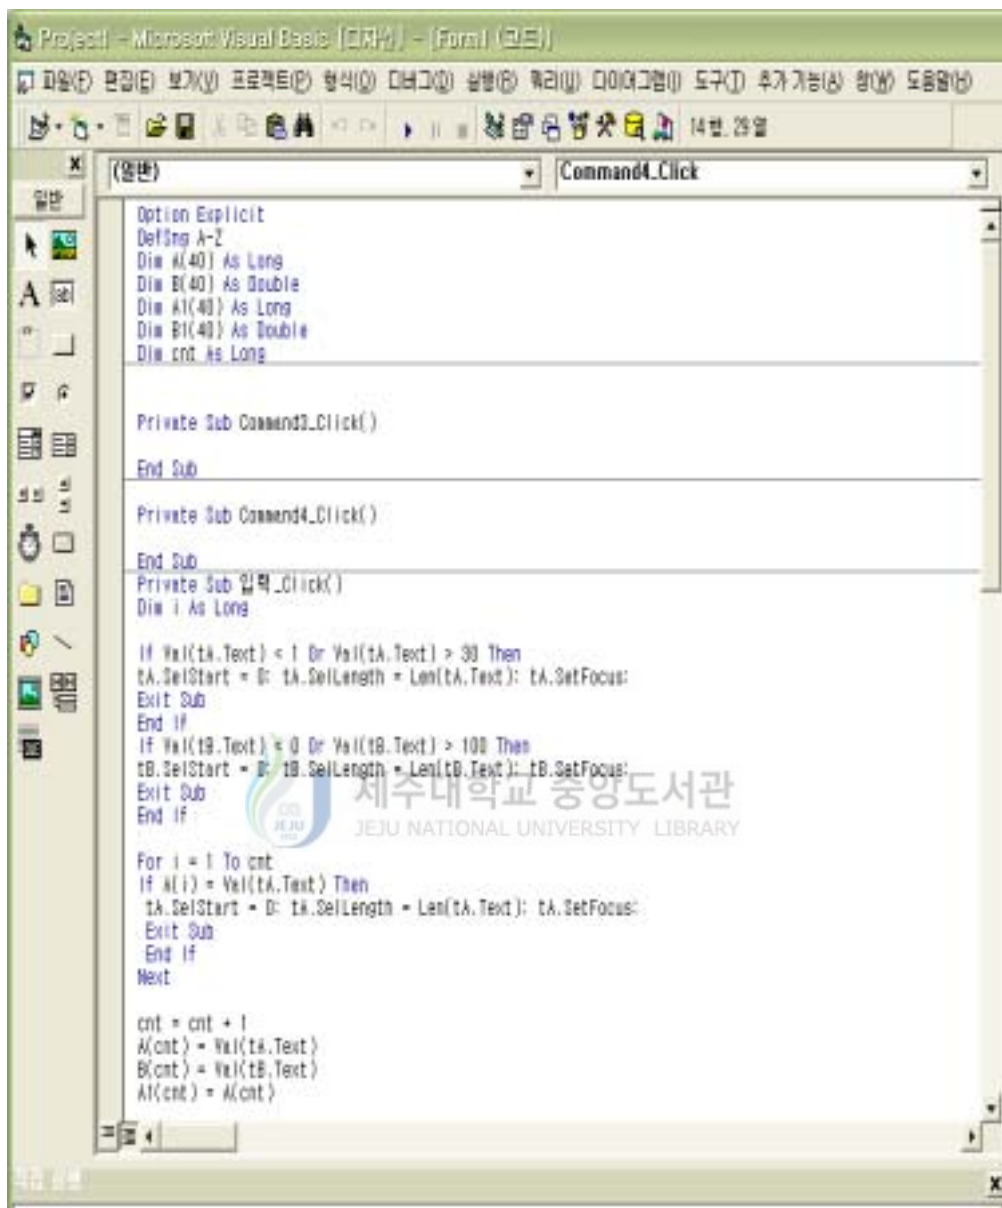 Project1 - Microsoft Visual Basic [디자인] - [Form1 (코드)]
파일(F) 편집(E) 보기(V) 프로젝트(P) 형식(O) 디버그(D) 실행(R) 쿼리(U) 다이어그램(I) 도구(T) 추가 기능(A) 창(W) 도움말(H)
14 행, 29 열
일반
(일반) Command4_Click
Option Explicit
DefSng A-Z
Dim A(40) As Long
Dim B(40) As Double
Dim A1(40) As Long
Dim B1(40) As Double
Dim cnt As Long
Private Sub Command3_Click()
End Sub
Private Sub Command4_Click()
End Sub
Private Sub 입력_Click()
Dim i As Long
If Val(tA.Text) < 1 Or Val(tA.Text) > 30 Then
tA.SelStart = 0: tA.SelLength = Len(tA.Text): tA.SetFocus:
Exit Sub
End If
If Val(tB.Text) < 0 Or Val(tB.Text) > 100 Then
tB.SelStart = 0: tB.SelLength = Len(tB.Text): tB.SetFocus:
Exit Sub
End If
제주대학교 중앙도서관
JEJU NATIONAL UNIVERSITY LIBRARY
JEJU
1952
For i = 1 To cnt
If A(i) = Val(tA.Text) Then
tA.SelStart = 0: tA.SelLength = Len(tA.Text): tA.SetFocus:
Exit Sub
End If
Next
cnt = cnt + 1
A(cnt) = Val(tA.Text)
B(cnt) = Val(tB.Text)
A1(cnt) = A(cnt)